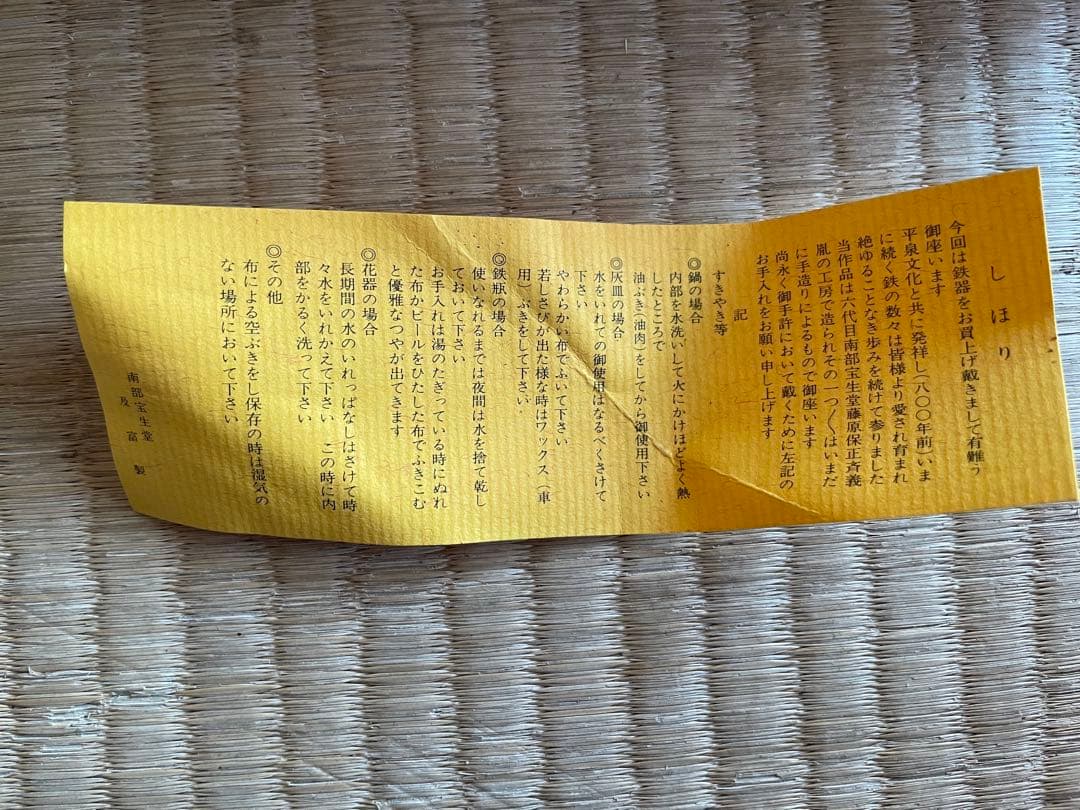 しほり
今回は鉄器をお買上げ戴きまして有難う
御座います
平泉文化と共に発祥し(八〇〇年前)いま
に続く鉄の数々は皆様より愛され育まれ
絶ゆることなき歩みを続けて参りました
当作品は六代目南部宝生堂藤原保正斉義
胤の工房で造られその一つ〱はいまだ
に手造りによるもので御座います
尚永く御手許において戴くために左記の
お手入れをお願い申し上げます
記
すきやき等
◎鍋の場合
内部を水洗いして火にかけほどよく熱
したところで
油ぶき(油肉)をしてから御使用下さい
◎灰皿の場合
水をいれての御使用はなるべくさけて
下さい
やわらかい布でふいて下さい
若しさびが出た様な時はワックス(車
用)ぶきをして下さい
◎鉄瓶の場合
使いなれるまでは夜間は水を捨て乾し
ておいて下さい
お手入れは湯のたぎっている時にぬれ
た布かビールをひたした布でふきこむ
と優雅なつやが出てきます
◎花器の場合
長期間の水のいれっぱなしはさけて時
々水をいれかえて下さい この時に内
部をかるく洗って下さい
◎その他
布による空ぶきをし保存の時は湿気の
ない場所において下さい
南部宝生堂
及富 製